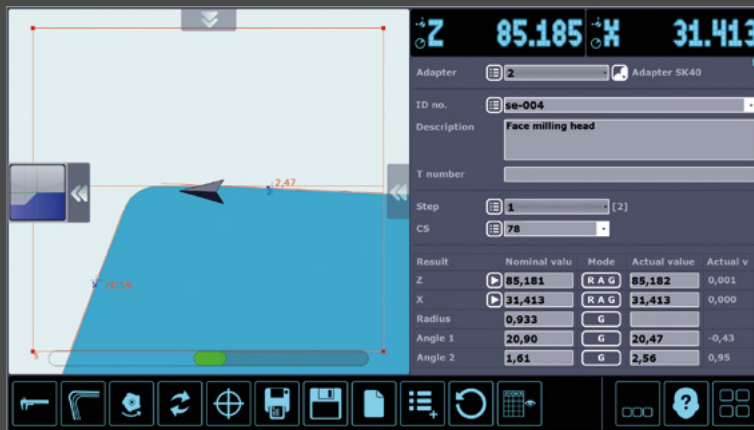 Z 85.185 X 31.413
Adapter 2 Adapter SK40
ID no. se-004
Description Face milling head
T number
Step 1 [2]
CS 78
Result Nominal valu Mode Actual value Actual v
Z 85,181 R A G 85,182 0,001
X 31,413 R A G 31,413 0,000
Radius 0,933 G
Angle 1 20,90 G 20,47 -0,43
Angle 2 1,61 G 2,56 0,95
2,47